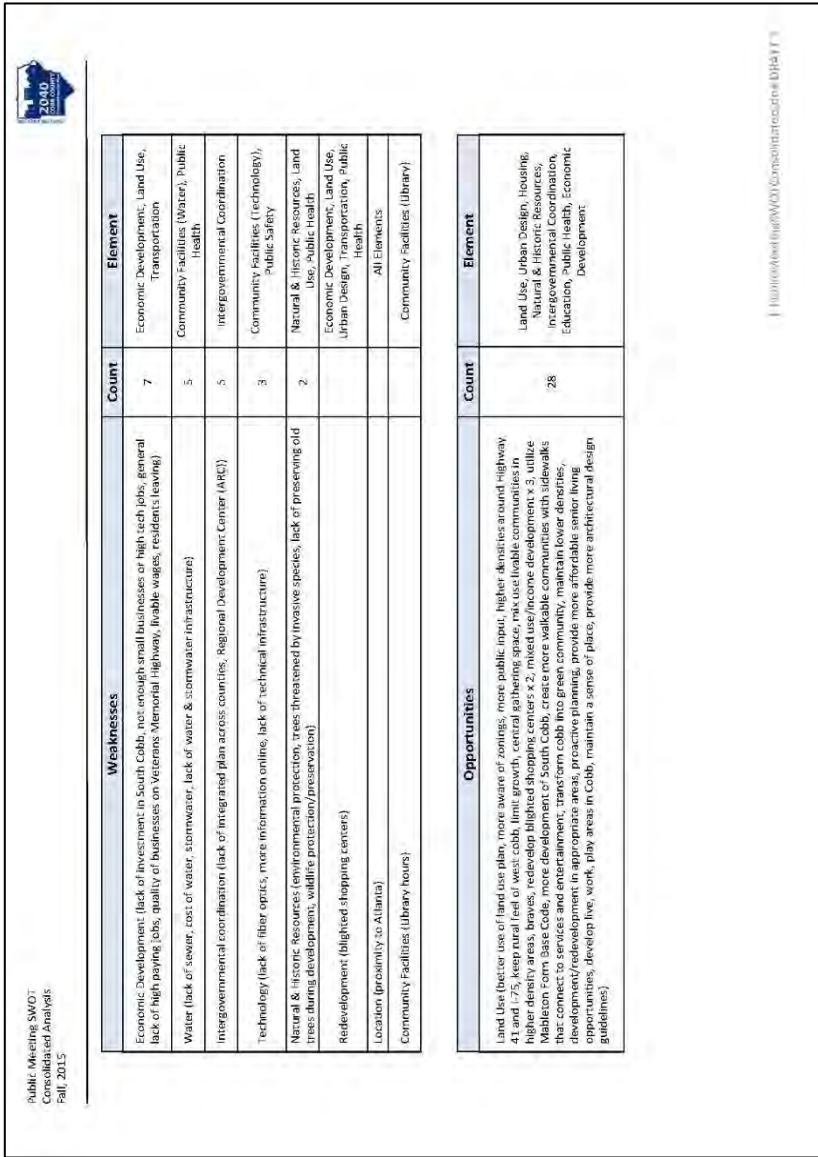 Public Meeting SWOT
Consolidated Analysis
Fall, 2015
2040
COBB COUNTY
Weaknesses
Count
Element
Economic Development (lack of investment in South Cobb, not enough small businesses or high tech jobs, general
lack of high paying jobs, quality of businesses on Veterans Memorial Highway, livable wages, residents leaving)
7
Economic Development, Land Use,
Transportation
Water (lack of sewer, cost of water, stormwater, lack of water & stormwater infrastructure)
5
Community Facilities (Water), Public
Health
Intergovernmental coordination (lack of integrated plan across counties, Regional Development Center (ARC))
5
Intergovernmental Coordination
Technology (lack of fiber optics, more information online, lack of technical infrastructure)
3
Community Facilities (Technology),
Public Safety
Natural & Historic Resources (environmental protection, trees threatened by invasive species, lack of preserving old
trees during development, wildlife protection/preservation)
2
Natural & Historic Resources, Land
Use, Public Health
Redevelopment (blighted shopping centers)
Economic Development, Land Use,
Urban Design, Transportation, Public
Health
Location (proximity to Atlanta)
All Elements
Community Facilities (Library hours)
Community Facilities (Library)
Opportunities
Count
Element
Land Use (better use of land use plan, more aware of zonings, more public input, higher densities around Highway
41 and I-75, keep rural feel of west cobb, limit growth, central gathering space, mix use livable communities in
higher density areas, braves, redevelop blighted shopping centers x 2, mixed use/income development x 3, utilize
Mableton Form Base Code, more development of South Cobb, create more walkable communities with sidewalks
that connect to services and entertainment, transform cobb into green community, maintain lower densities,
development/redevelopment in appropriate areas, proactive planning, provide more affordable senior living
opportunities, develop live, work, play areas in Cobb, maintain a sense of place, provide more architectural design
guidelines)
28
Land Use, Urban Design, Housing,
Natural & Historic Resources,
Intergovernmental Coordination,
Education, Public Health, Economic
Development
DRAFT